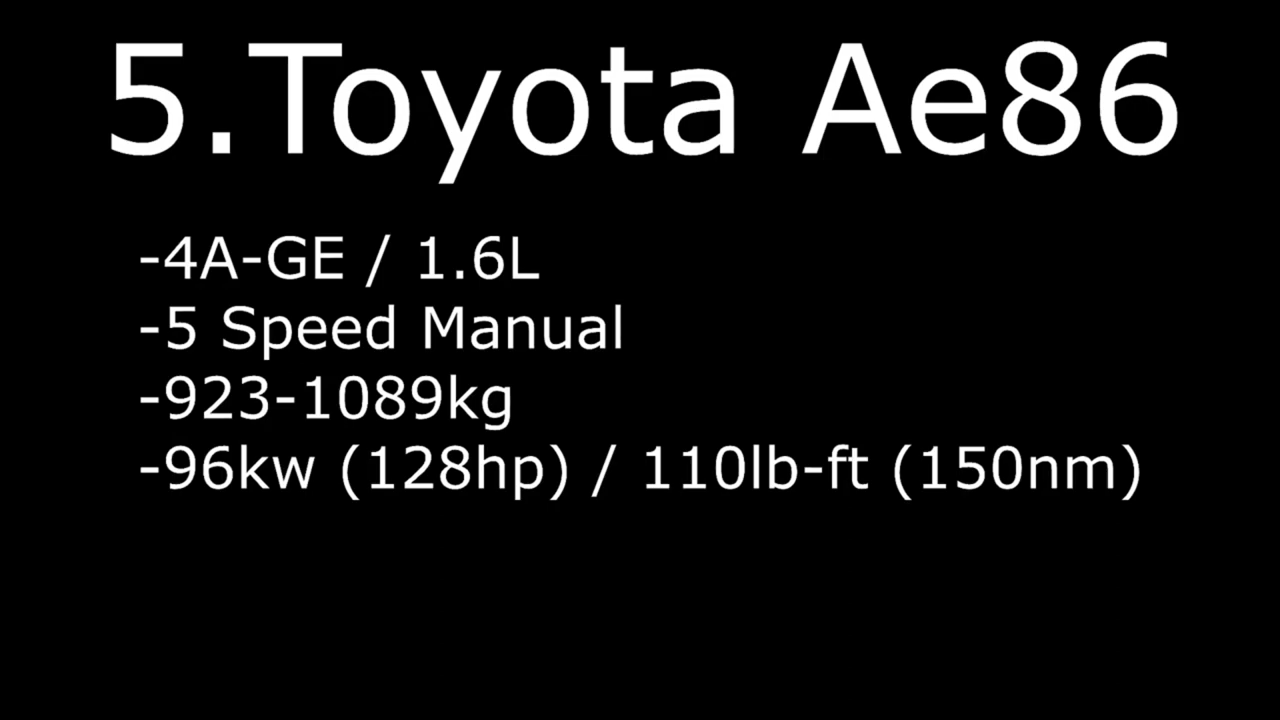 5.Toyota Ae86
-4A-GE / 1.6L
-5 Speed Manual
-923-1089kg
-96kw (128hp) / 110lb-ft (150nm)